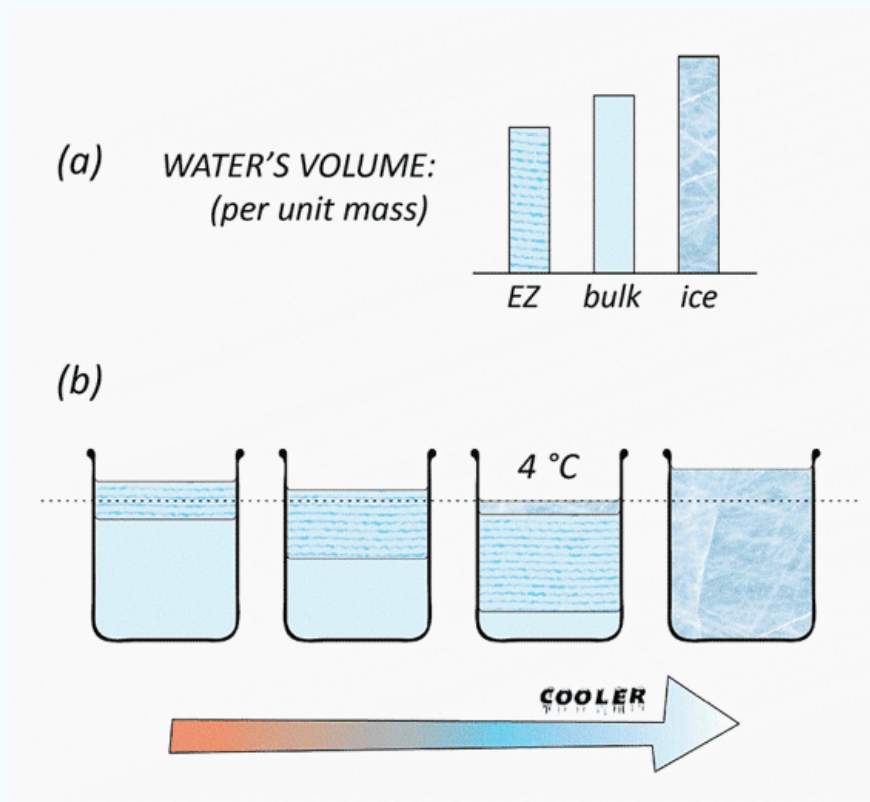 (a)
WATER'S VOLUME:
(per unit mass)
EZ bulk ice
(b)
4 °C
COOLER